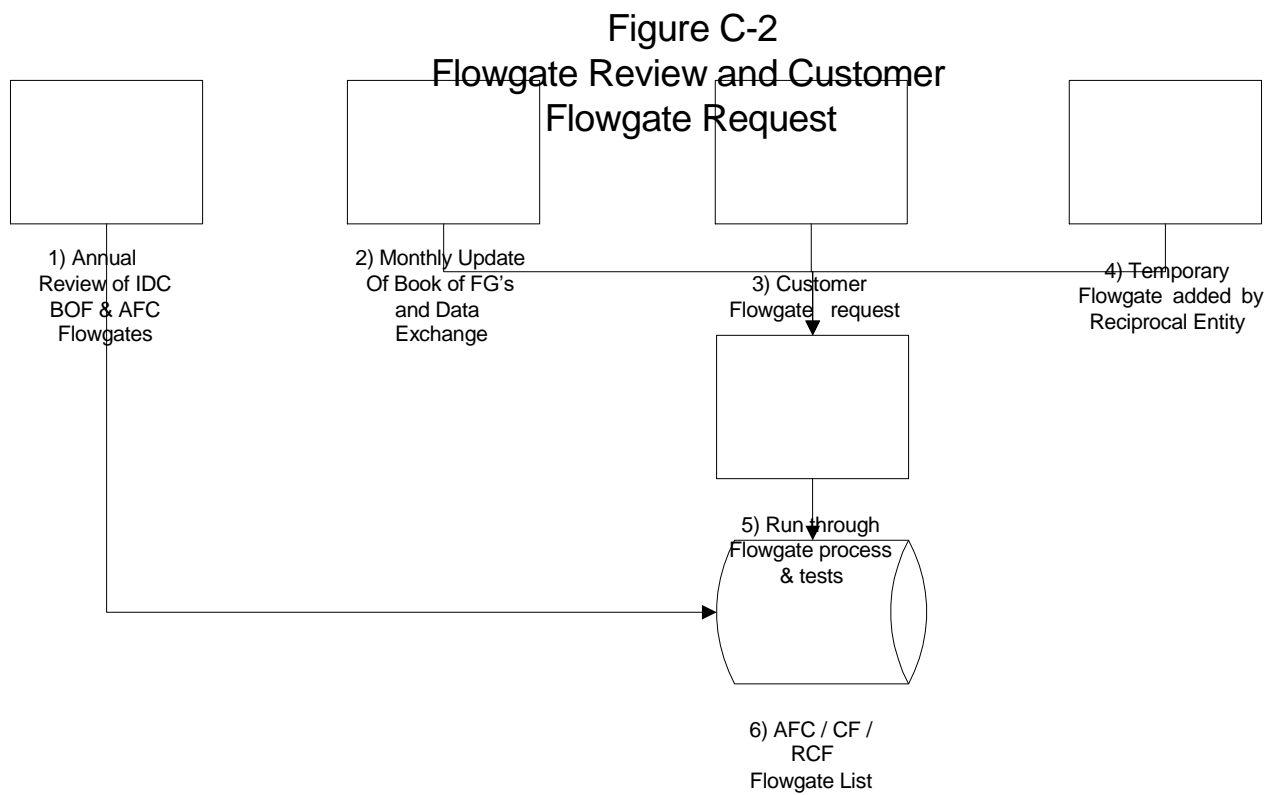 Figure C-2
Flowgate Review and Customer
Flowgate Request
1) Annual
Review of IDC
BOF & AFC
Flowgates
2) Monthly Update
Of Book of FG's
and Data
Exchange
3) Customer
Flowgate request
4) Temporary
Flowgate added by
Reciprocal Entity
5) Run through
Flowgate process
& tests
6) AFC / CF /
RCF
Flowgate List